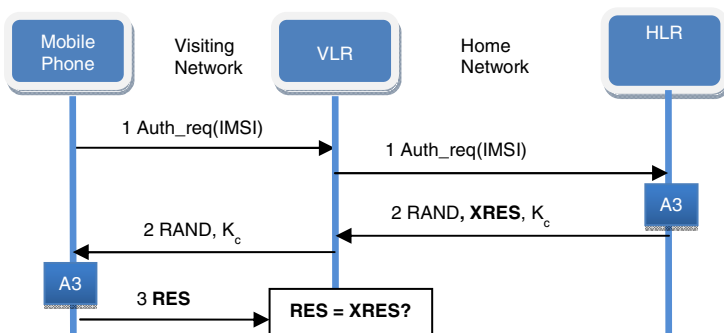 Mobile
Phone
Visiting
Network
VLR
Home
Network
HLR
1 Auth_req(IMSI)
1 Auth_req(IMSI)
A3
2 RAND, XRES, Kc
2 RAND, Kc
A3
3 RES
RES = XRES?